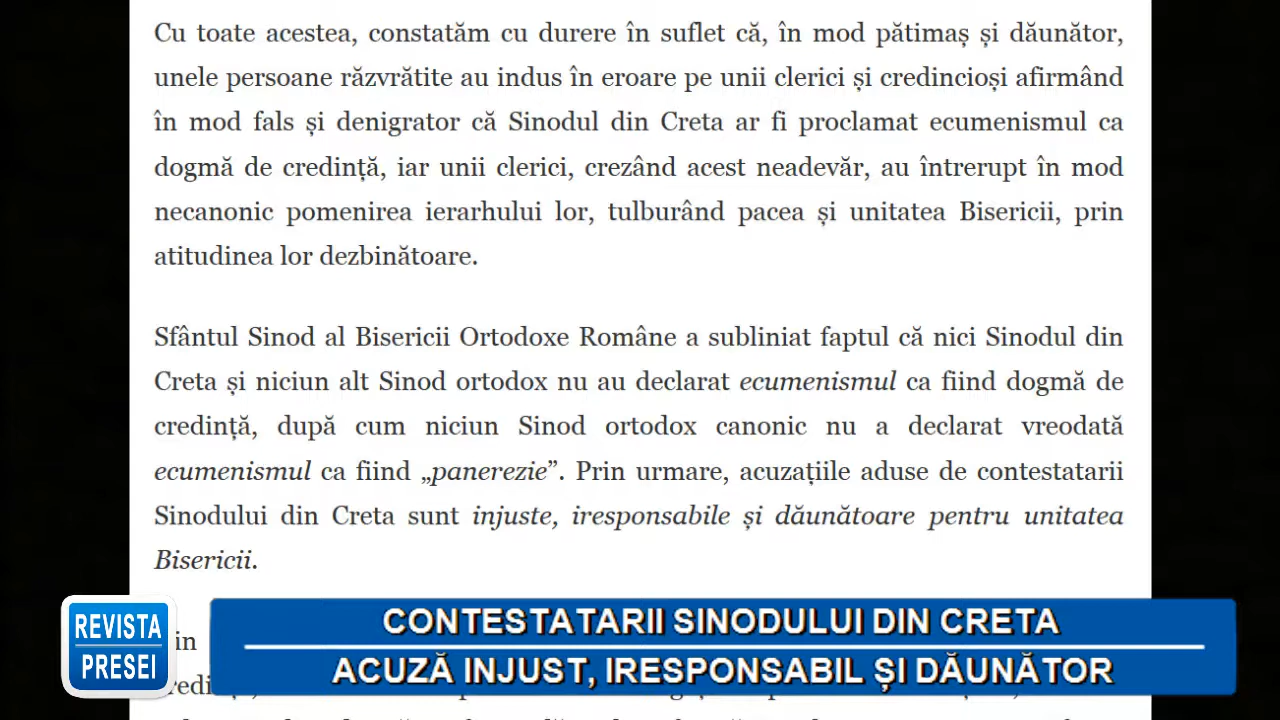 Cu toate acestea, constatăm cu durere în suflet că, în mod pătimaș și dăunător,
unele persoane răzvrătite au indus în eroare pe unii clerici și credincioși afirmând
în mod fals și denigrator că Sinodul din Creta ar fi proclamat ecumenismul ca
dogmă de credință, iar unii clerici, crezând acest neadevăr, au întrerupt în mod
necanonic pomenirea ierarhului lor, tulburând pacea și unitatea Bisericii, prin
atitudinea lor dezbinătoare.
Sfântul Sinod al Bisericii Ortodoxe Române a subliniat faptul că nici Sinodul din
Creta și niciun alt Sinod ortodox nu au declarat ecumenismul ca fiind dogmă de
credință, după cum niciun Sinod ortodox canonic nu a declarat vreodată
ecumenismul ca fiind „panerezie”. Prin urmare, acuzațiile aduse de contestatarii
Sinodului din Creta sunt injuste, iresponsabile și dăunătoare pentru unitatea
Bisericii.
REVISTA
PRESEI
CONTESTATARII SINODULUI DIN CRETA
ACUZĂ INJUST, IRESPONSABIL ȘI DĂUNĂTOR